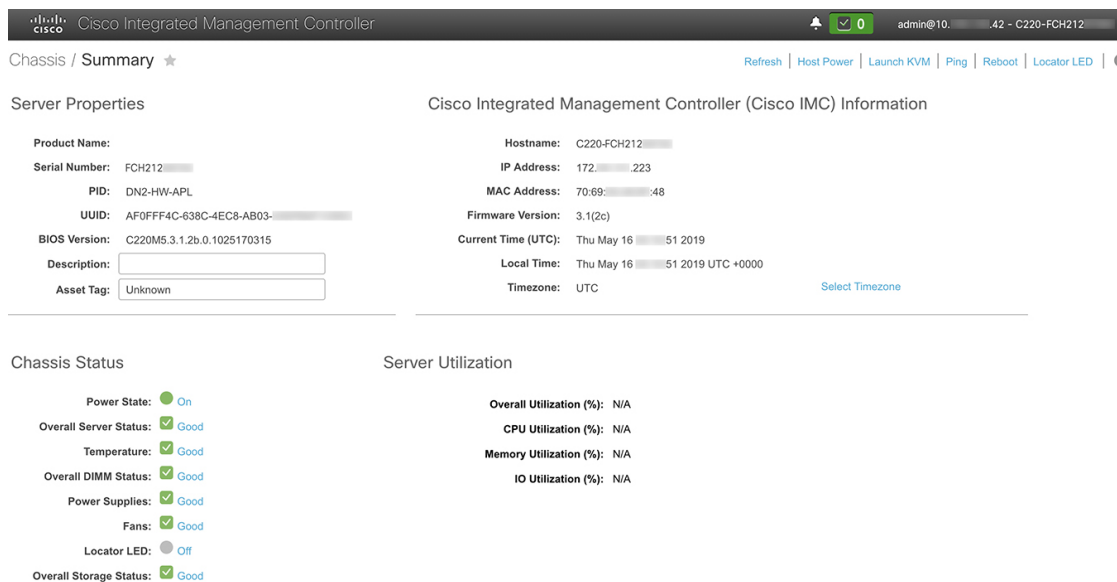 cisco Cisco Integrated Management Controller 0 admin@10. .42 - C220-FCH212
Chassis / Summary
Refresh | Host Power | Launch KVM | Ping | Reboot | Locator LED |
Server Properties
Product Name:
Serial Number: FCH212
PID: DN2-HW-APL
UUID: AF0FFF4C-638C-4EC8-AB03-
BIOS Version: C220M5.3.1.2b.0.1025170315
Description:
Asset Tag: Unknown
Cisco Integrated Management Controller (Cisco IMC) Information
Hostname: C220-FCH212
IP Address: 172. .223
MAC Address: 70:69: :48
Firmware Version: 3.1(2c)
Current Time (UTC): Thu May 16 51 2019
Local Time: Thu May 16 51 2019 UTC +0000
Timezone: UTC Select Timezone
Chassis Status
Power State: On
Overall Server Status: Good
Temperature: Good
Overall DIMM Status: Good
Power Supplies: Good
Fans: Good
Locator LED: Off
Overall Storage Status: Good
Server Utilization
Overall Utilization (%): N/A
CPU Utilization (%): N/A
Memory Utilization (%): N/A
IO Utilization (%): N/A